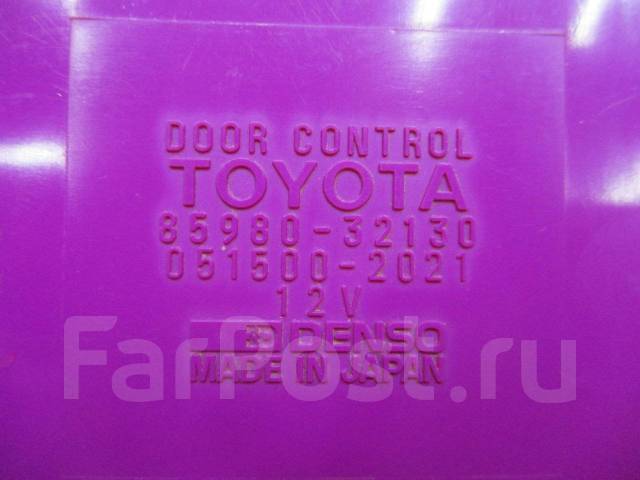 DOOR CONTROL
TOYOTA
85980-32130
051500-2021
12V
DENSO
MADE IN JAPAN
FarPost.ru